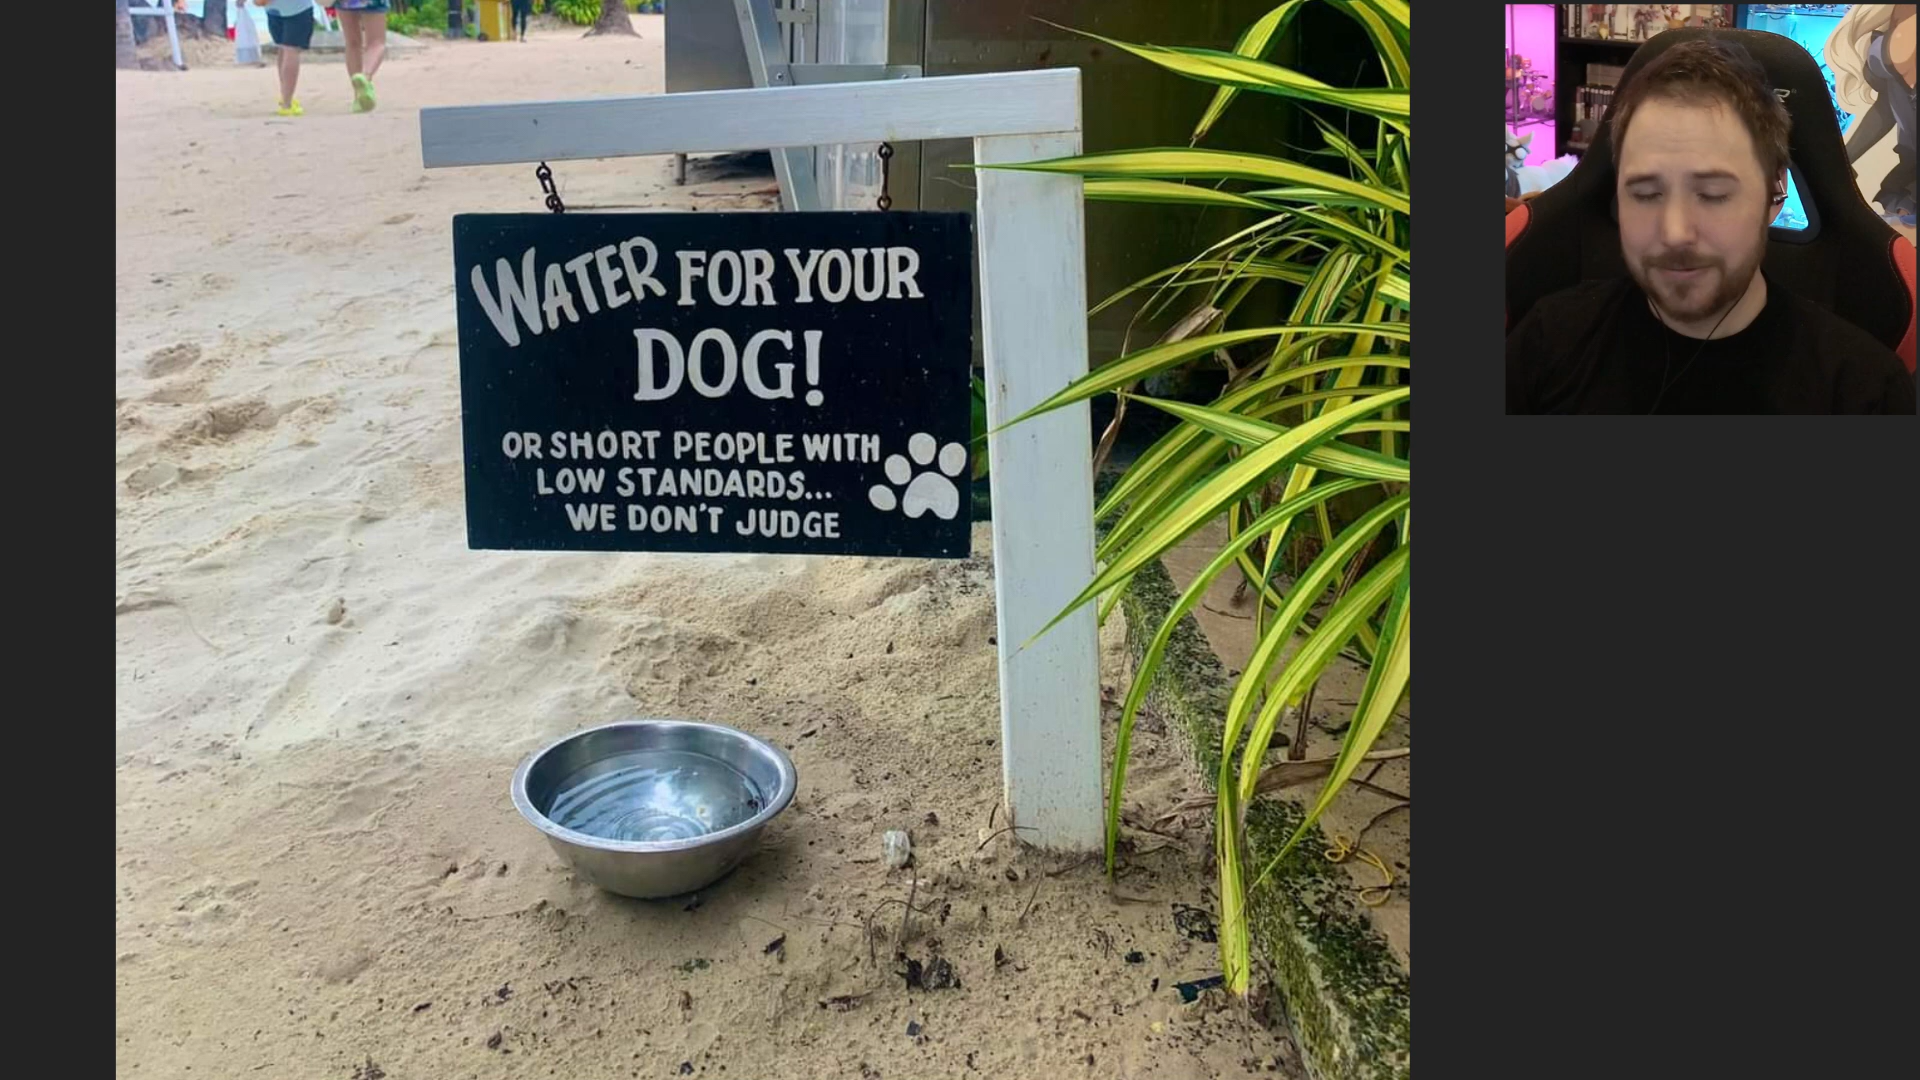 WATER FOR YOUR
DOG!
OR SHORT PEOPLE WITH
LOW STANDARDS...
WE DON'T JUDGE